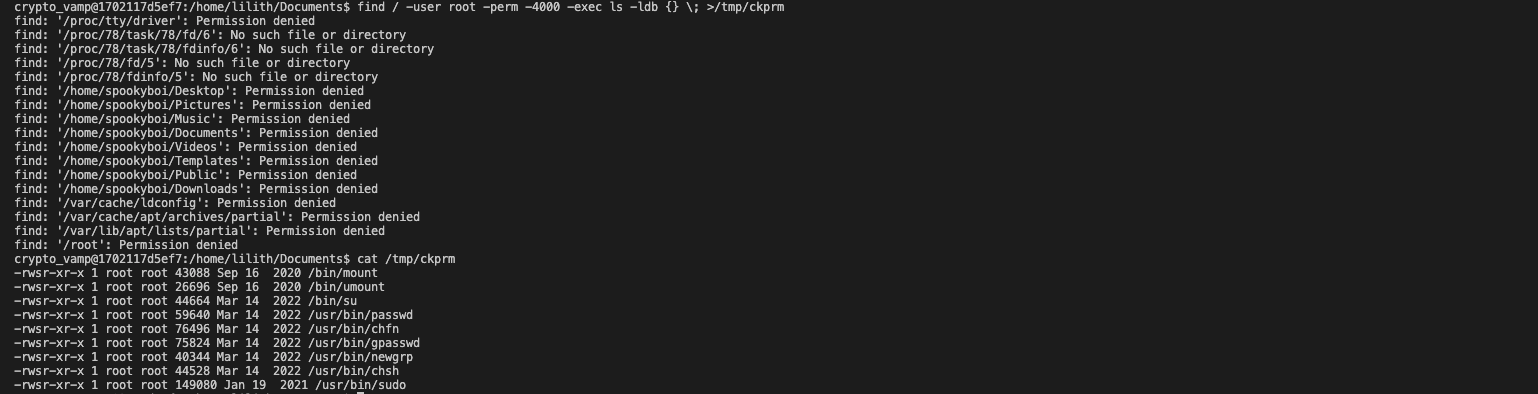 crypto_vamp@1702117d5ef7:/home/lilith/Documents$ find / -user root -perm -4000 -exec ls -ldb {} \; >/tmp/ckprm
find: '/proc/tty/driver': Permission denied
find: '/proc/78/task/78/fd/6': No such file or directory
find: '/proc/78/task/78/fdinfo/6': No such file or directory
find: '/proc/78/fd/5': No such file or directory
find: '/proc/78/fdinfo/5': No such file or directory
find: '/home/spookyboi/Desktop': Permission denied
find: '/home/spookyboi/Pictures': Permission denied
find: '/home/spookyboi/Music': Permission denied
find: '/home/spookyboi/Documents': Permission denied
find: '/home/spookyboi/Videos': Permission denied
find: '/home/spookyboi/Templates': Permission denied
find: '/home/spookyboi/Public': Permission denied
find: '/home/spookyboi/Downloads': Permission denied
find: '/var/cache/ldconfig': Permission denied
find: '/var/cache/apt/archives/partial': Permission denied
find: '/var/lib/apt/lists/partial': Permission denied
find: '/root': Permission denied
crypto_vamp@1702117d5ef7:/home/lilith/Documents$ cat /tmp/ckprm
-rwsr-xr-x 1 root root 43088 Sep 16  2020 /bin/mount
-rwsr-xr-x 1 root root 26696 Sep 16  2020 /bin/umount
-rwsr-xr-x 1 root root 44664 Mar 14  2022 /bin/su
-rwsr-xr-x 1 root root 59640 Mar 14  2022 /usr/bin/passwd
-rwsr-xr-x 1 root root 76496 Mar 14  2022 /usr/bin/chfn
-rwsr-xr-x 1 root root 75824 Mar 14  2022 /usr/bin/gpasswd
-rwsr-xr-x 1 root root 40344 Mar 14  2022 /usr/bin/newgrp
-rwsr-xr-x 1 root root 44528 Mar 14  2022 /usr/bin/chsh
-rwsr-xr-x 1 root root 149080 Jan 19  2021 /usr/bin/sudo